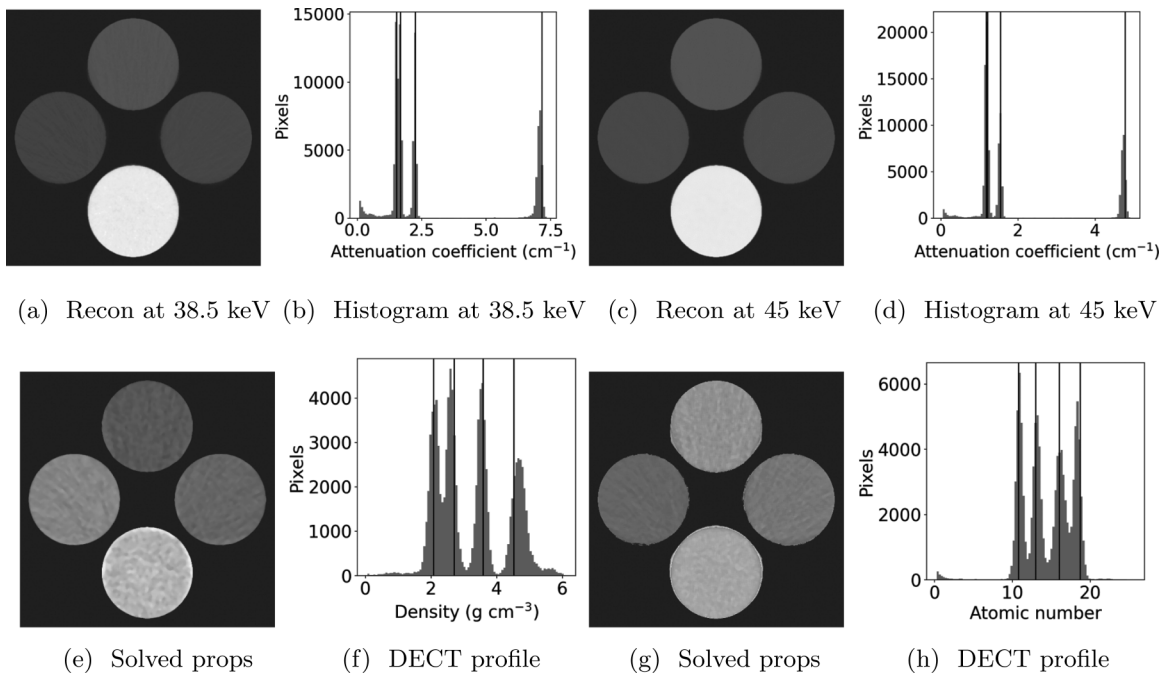 15000
10000
5000
0
Pixels
0.0 2.5 5.0 7.5
Attenuation coefficient (cm⁻¹)
20000
15000
10000
5000
0
Pixels
0 2 4
Attenuation coefficient (cm⁻¹)
(a) Recon at 38.5 keV (b) Histogram at 38.5 keV (c) Recon at 45 keV (d) Histogram at 45 keV
4000
3000
2000
1000
0
Pixels
0 2 4 6
Density (g cm⁻³)
6000
4000
2000
0
Pixels
0 10 20
Atomic number
(e) Solved props (f) DECT profile (g) Solved props (h) DECT profile